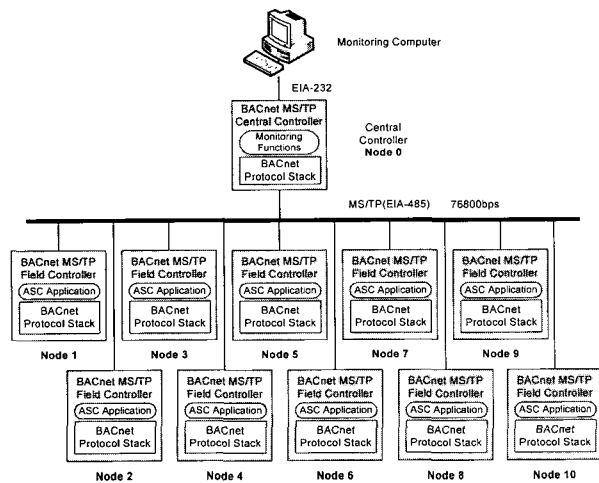 Monitoring Computer
EIA-232
BACnet MS/TP
Central Controller
Monitoring
Functions
BACnet
Protocol Stack
Central
Controller
Node 0
MS/TP(EIA-485) 76800bps
BACnet MS/TP
Field Controller
ASC Application
BACnet
Protocol Stack
Node 1
BACnet MS/TP
Field Controller
ASC Application
BACnet
Protocol Stack
Node 3
BACnet MS/TP
Field Controller
ASC Application
BACnet
Protocol Stack
Node 5
BACnet MS/TP
Field Controller
ASC Application
BACnet
Protocol Stack
Node 7
BACnet MS/TP
Field Controller
ASC Application
BACnet
Protocol Stack
Node 9
BACnet MS/TP
Field Controller
ASC Application
BACnet
Protocol Stack
Node 2
BACnet MS/TP
Field Controller
ASC Application
BACnet
Protocol Stack
Node 4
BACnet MS/TP
Field Controller
ASC Application
BACnet
Protocol Stack
Node 6
BACnet MS/TP
Field Controller
ASC Application
BACnet
Protocol Stack
Node 8
BACnet MS/TP
Field Controller
ASC Application
BACnet
Protocol Stack
Node 10